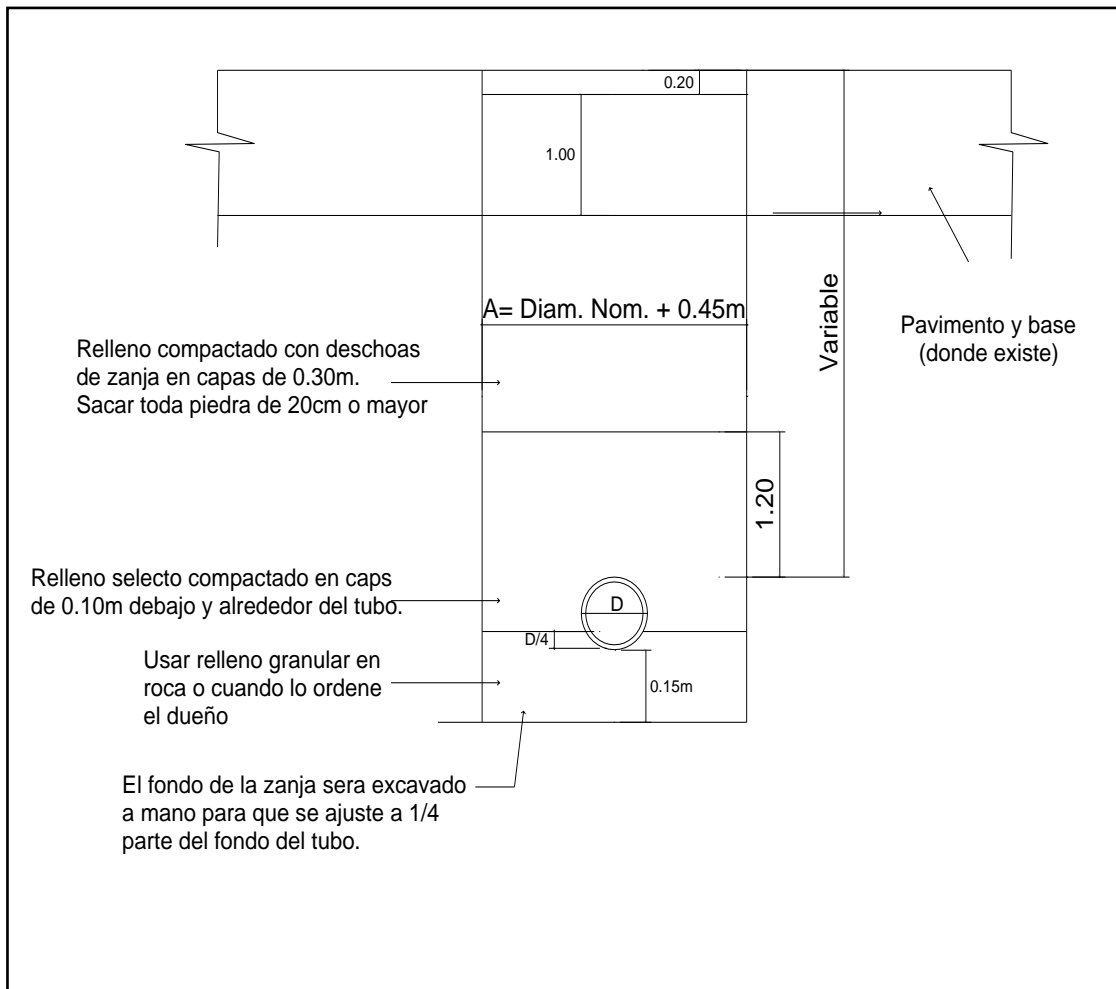 0.20
1.00
A= Diam. Nom. + 0.45m
Variable
Pavimento y base
(donde existe)
Relleno compactado con deschoas
de zanja en capas de 0.30m.
Sacar toda piedra de 20cm o mayor
1.20
Relleno selecto compactado en caps
de 0.10m debajo y alrededor del tubo.
D
D/4
Usar relleno granular en
roca o cuando lo ordene
el dueño
0.15m
El fondo de la zanja sera excavado
a mano para que se ajuste a 1/4
parte del fondo del tubo.